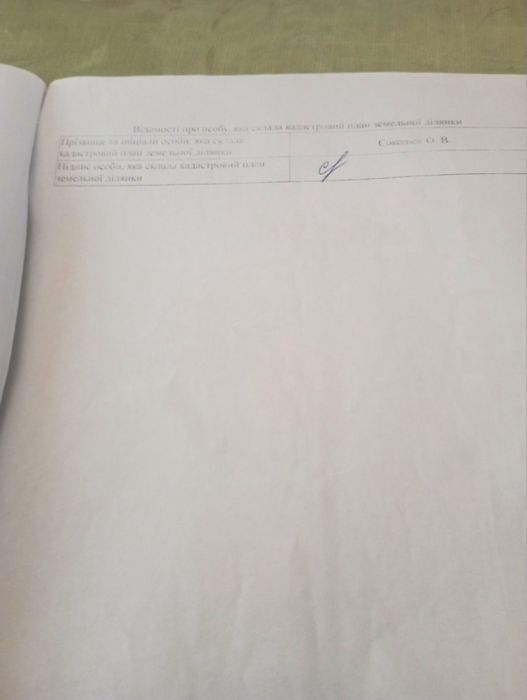 Відомості про особу, яка склала кадастровий план земельної ділянки
Прізвище та ініціали особи, яка склала
кадастровий план земельної ділянки
О. В.
Підпис особи, яка склала кадастровий план
земельної ділянки